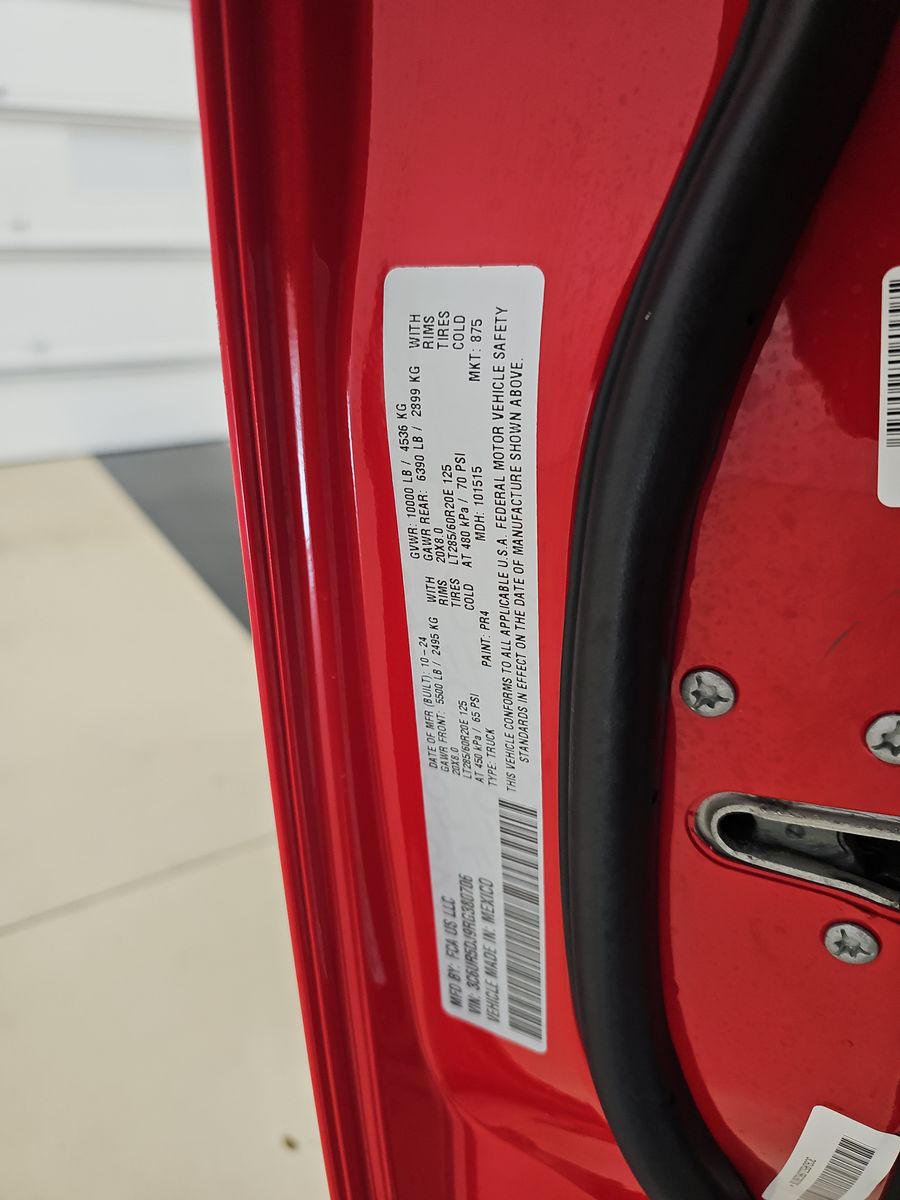 MFD BY: FCA US LLC
DATE OF MFR (BUILT): 10-24
GVWR: 10000 LB / 4536 KG
VIN: 3C6UR5DJ9RG380706
GAWR FRONT: 5500 LB / 2495 KG WITH
20X8.0 RIMS
LT285/60R20E 125 TIRES
AT 450 kPa / 65 PSI COLD
GAWR REAR: 6390 LB / 2899 KG WITH
20X8.0 RIMS
LT285/60R20E 125 TIRES
AT 480 kPa / 70 PSI COLD
VEHICLE MADE IN: MEXICO
TYPE: TRUCK PAINT: PR4 MDH: 101515 MKT: 875
THIS VEHICLE CONFORMS TO ALL APPLICABLE U.S.A. FEDERAL MOTOR VEHICLE SAFETY
STANDARDS IN EFFECT ON THE DATE OF MANUFACTURE SHOWN ABOVE.